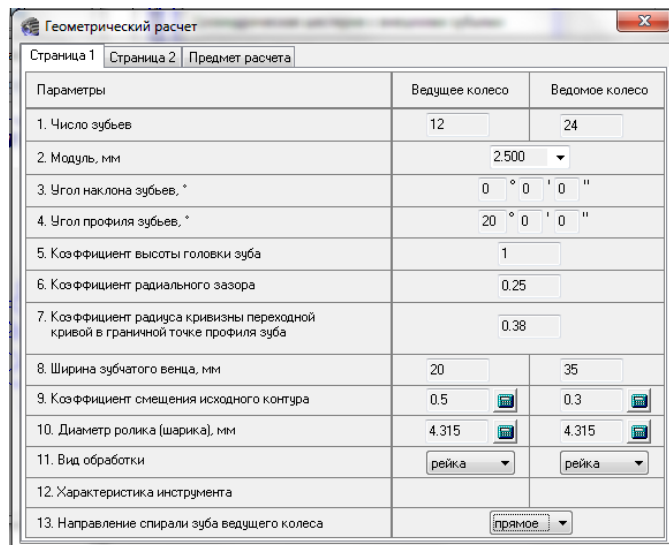 Геометрический расчет
Страница 1 Страница 2 Предмет расчета
Параметры Ведущее колесо Ведомое колесо
1. Число зубьев 12 24
2. Модуль, мм 2.500
3. Угол наклона зубьев, ° 0 ° 0 ' 0 "
4. Угол профиля зубьев, ° 20 ° 0 ' 0 "
5. Коэффициент высоты головки зуба 1
6. Коэффициент радиального зазора 0.25
7. Коэффициент радиуса кривизны переходной
кривой в граничной точке профиля зуба 0.38
8. Ширина зубчатого венца, мм 20 35
9. Коэффициент смещения исходного контура 0.5 0.3
10. Диаметр ролика (шарика), мм 4.315 4.315
11. Вид обработки рейка рейка
12. Характеристика инструмента
13. Направление спирали зуба ведущего колеса прямое